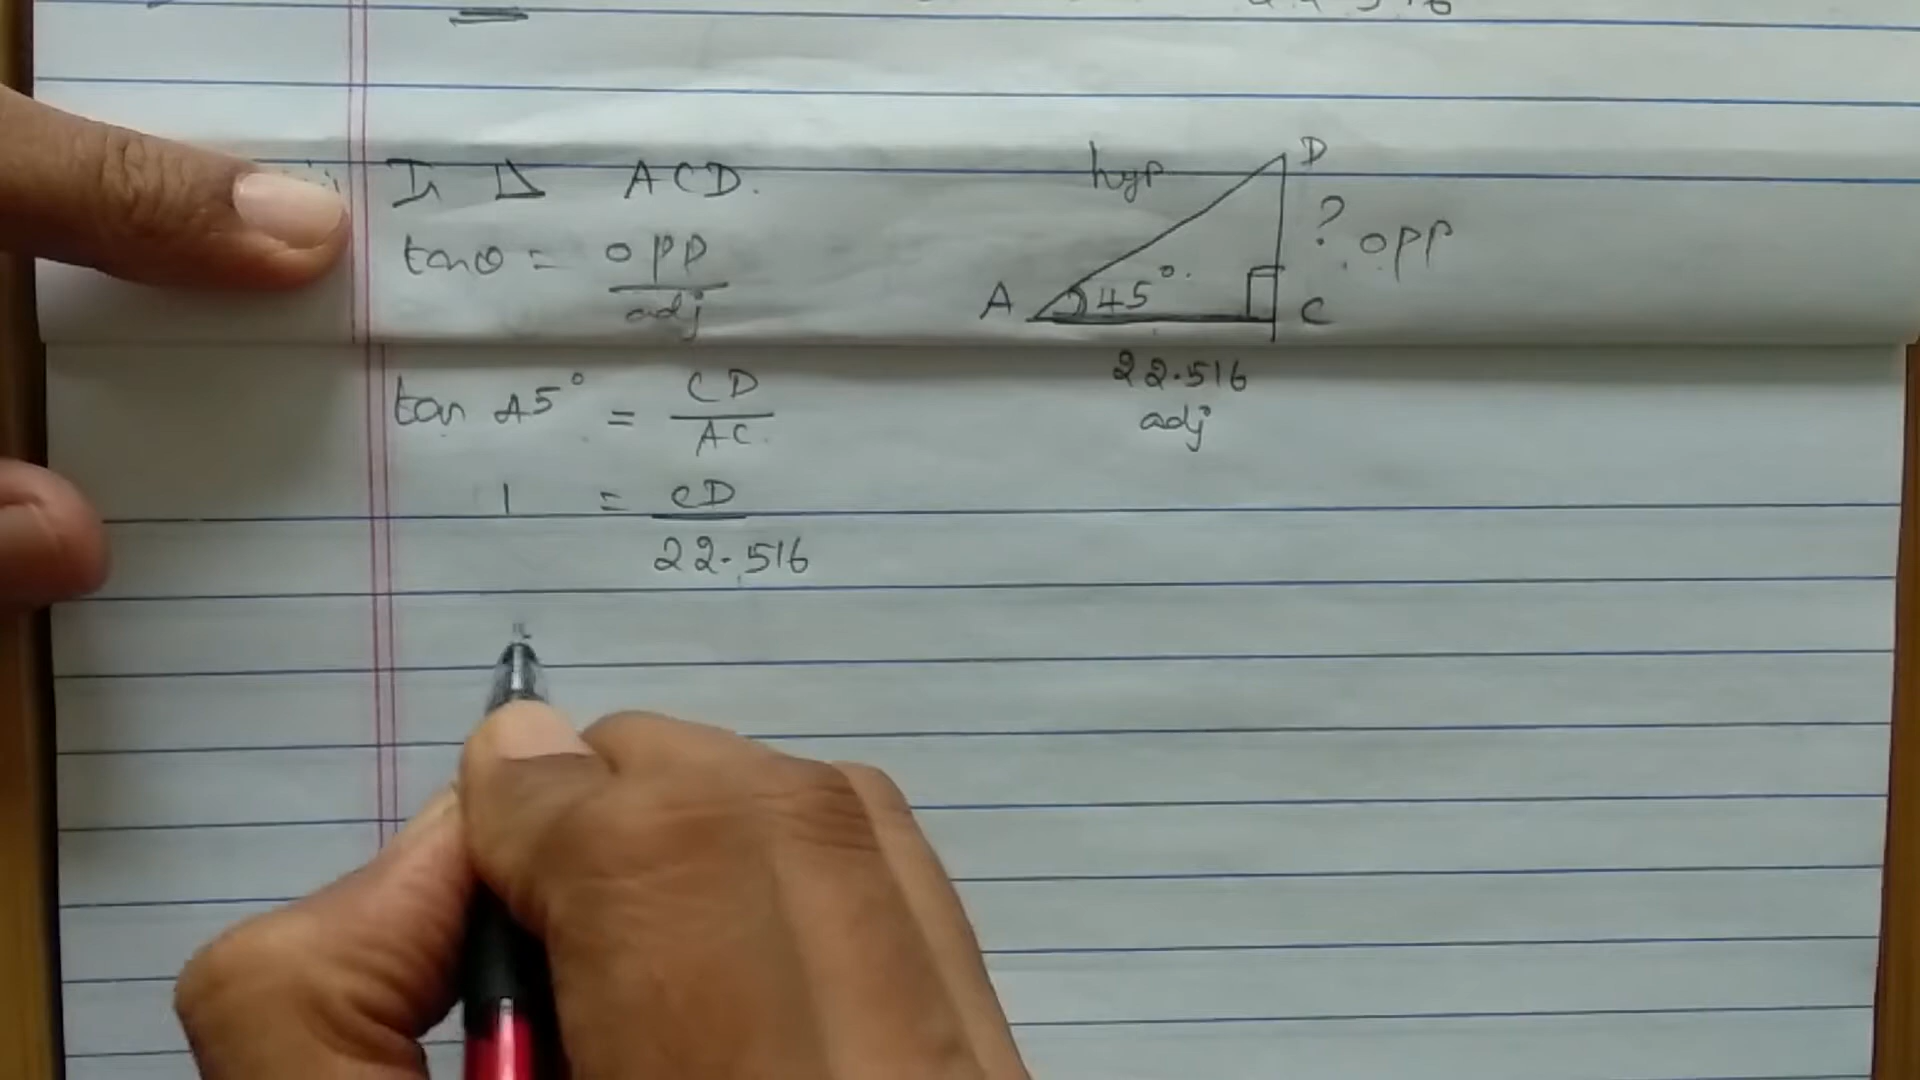 In Δ ACD.
tanθ = opp
adj
tan 45° = CD
AC
1 = CD
22.516
hyp
D
? opp
A 45° C
22.516
adj